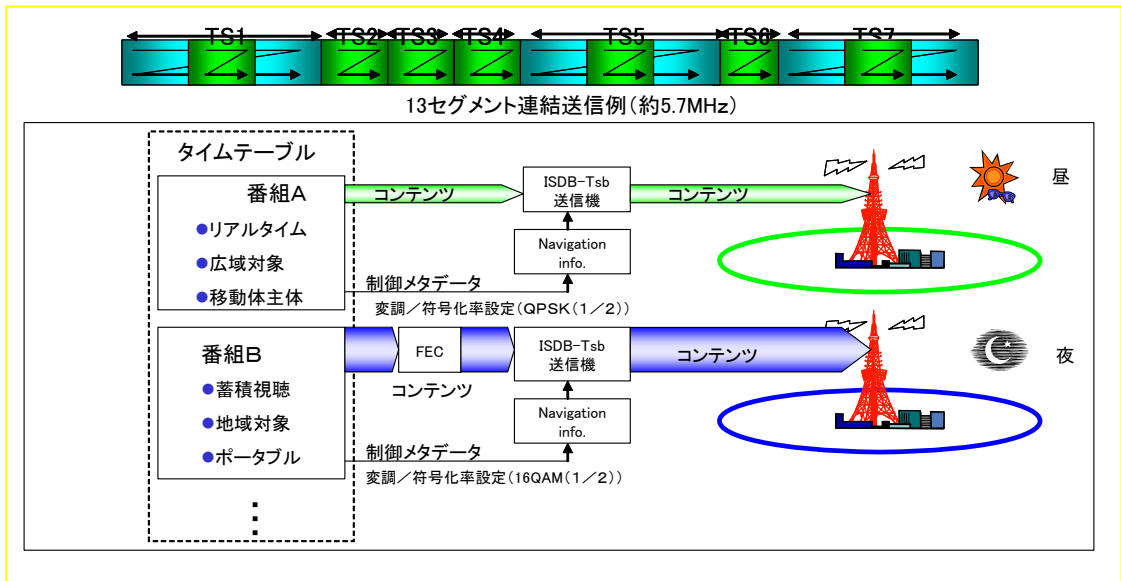 TS1 TS2 TS3 TS4 TS5 TS6 TS7
13セグメント連結送信例(約5.7MHz)
タイムテーブル
番組A
●リアルタイム
●広域対象
●移動体主体
コンテンツ
ISDB-Tsb
送信機
コンテンツ
昼
Navigation
info.
制御メタデータ
変調/符号化率設定(QPSK(1/2))
番組B
●蓄積視聴
●地域対象
●ポータブル
FEC
コンテンツ
ISDB-Tsb
送信機
コンテンツ
夜
Navigation
info.
制御メタデータ
変調/符号化率設定(16QAM(1/2))
⋮